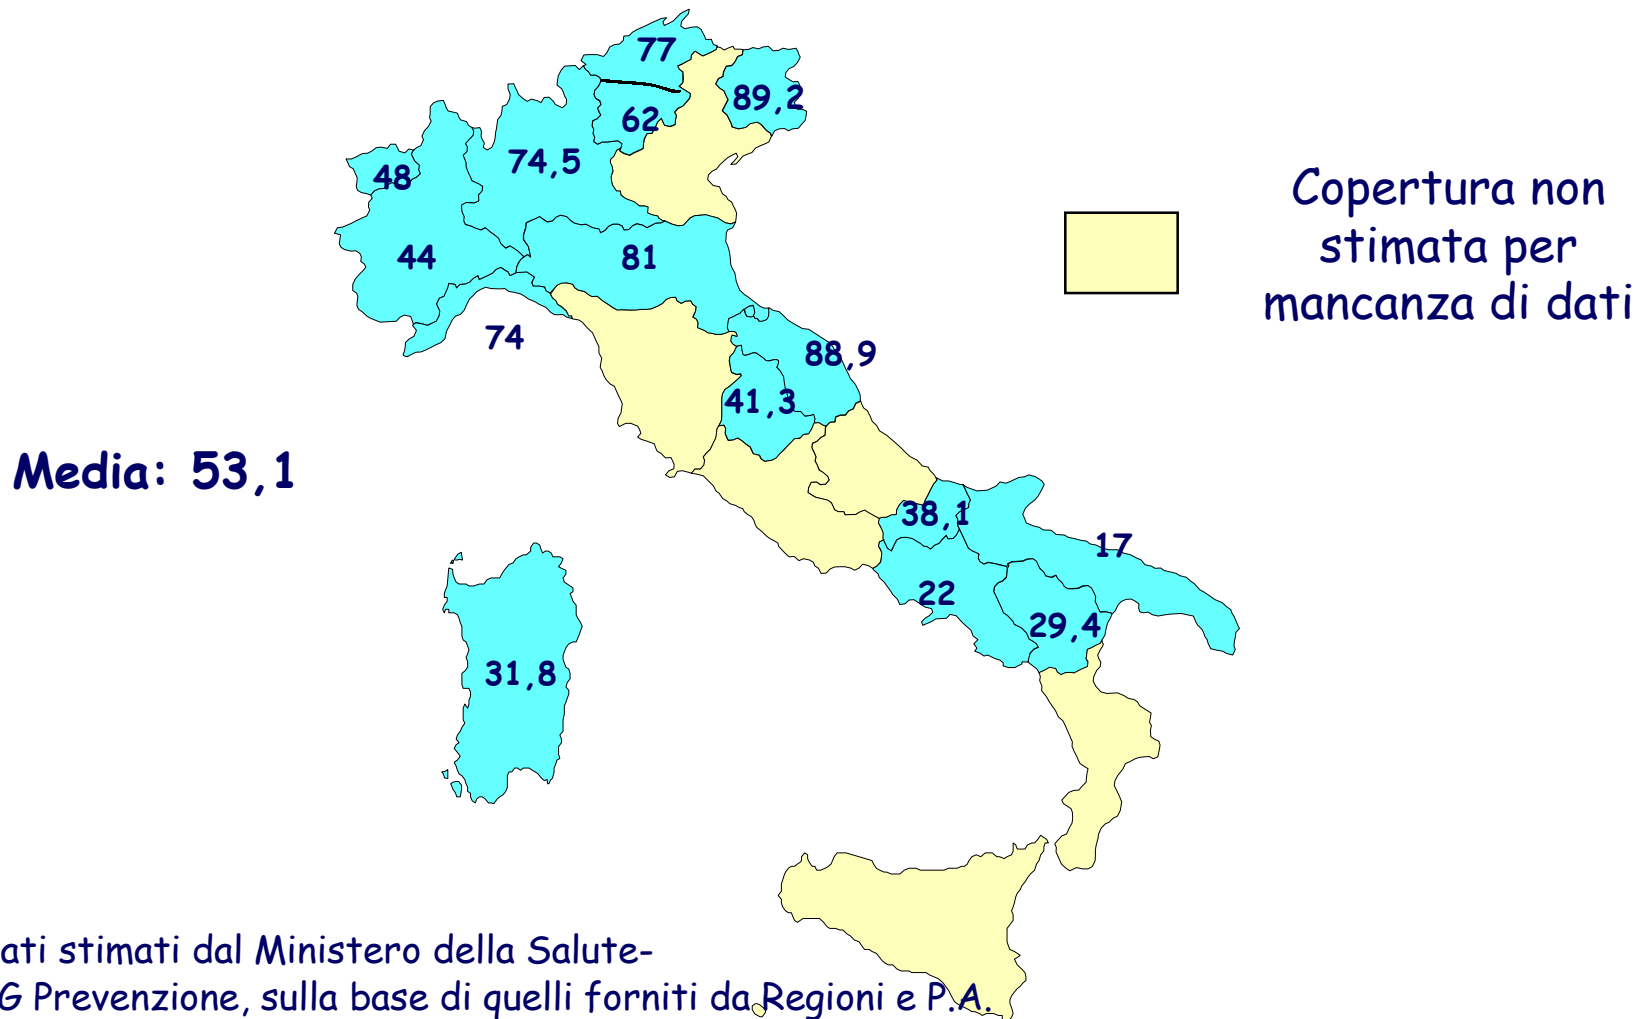 77
89,2
62
74,5
48
44
81
74
88,9
41,3
Copertura non
stimata per
mancanza di dati
Media: 53,1
38,1
17
22
29,4
31,8
ati stimati dal Ministero della Salute-
G Prevenzione, sulla base di quelli forniti da Regioni e P.A.